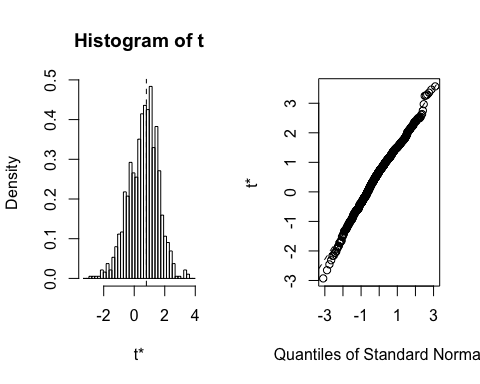 Histogram of t
Density
0.0 0.1 0.2 0.3 0.4 0.5
-2 0 2 4
t*
t*
-3 -2 -1 0 1 2 3
-3 -1 1 3
Quantiles of Standard Norma